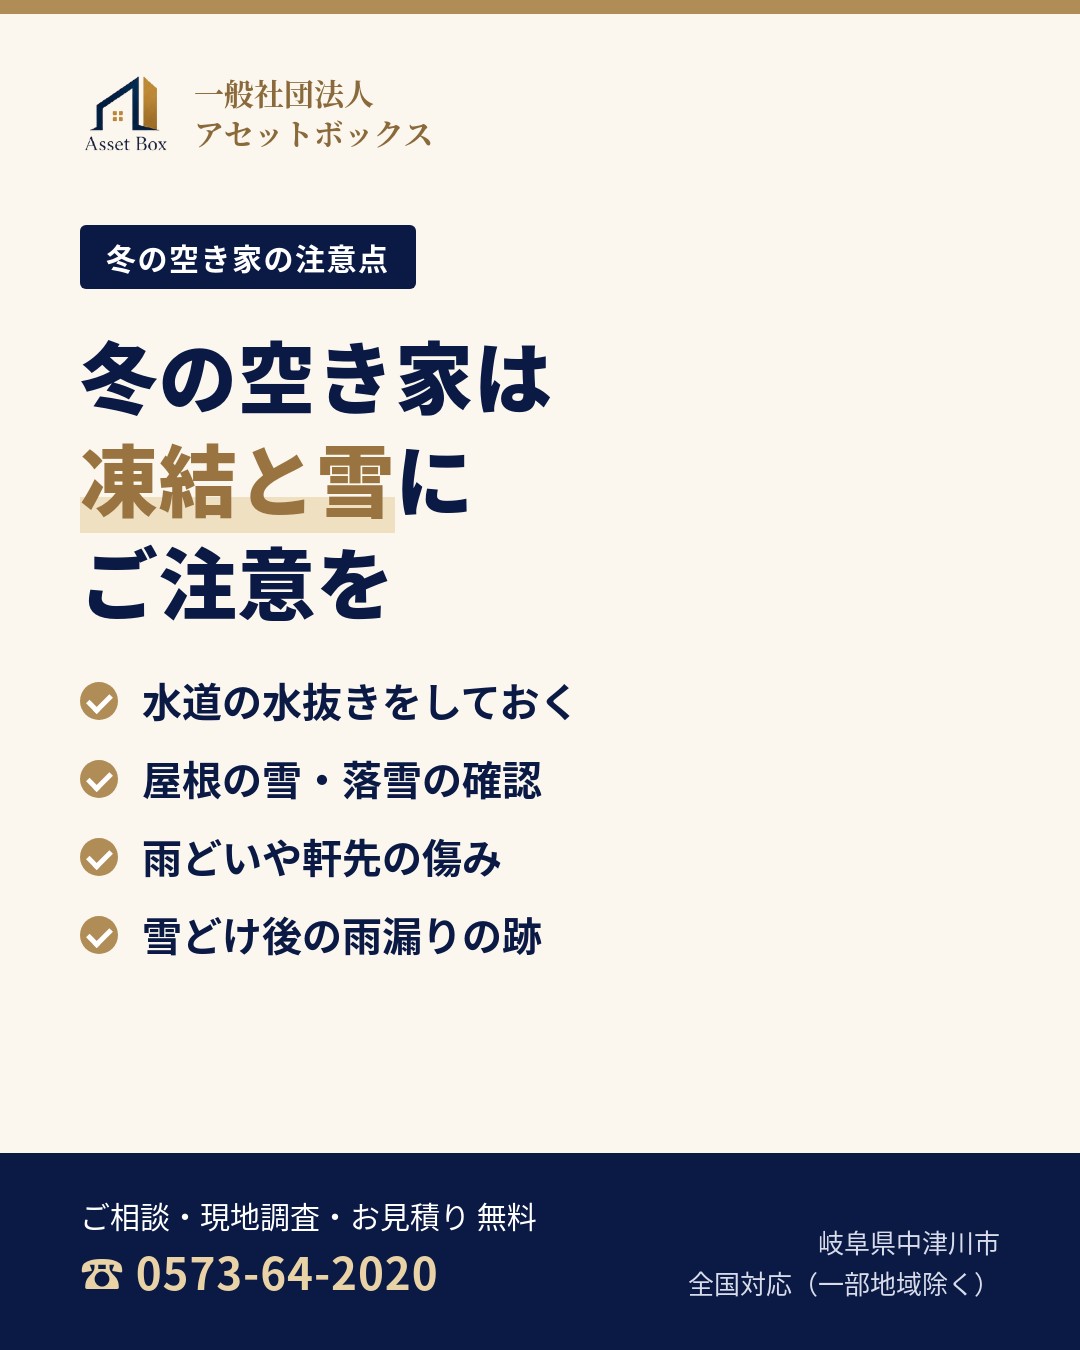 Asset Box
一般社団法人
アセットボックス
冬の空き家の注意点
冬の空き家は
凍結と雪に
ご注意を
水道の水抜きをしておく
屋根の雪・落雪の確認
雨どいや軒先の傷み
雪どけ後の雨漏りの跡
ご相談・現地調査・お見積り 無料
☎ 0573-64-2020
岐阜県中津川市
全国対応（一部地域除く）